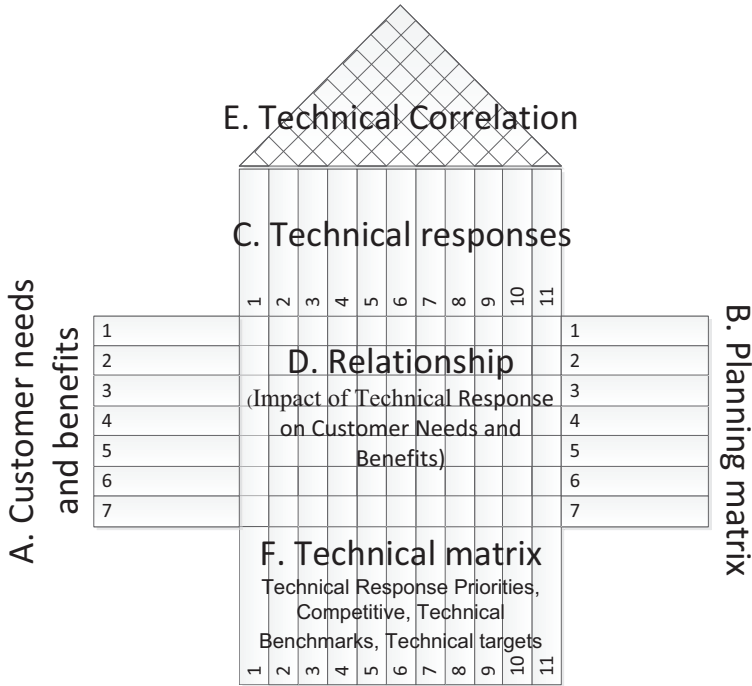 E. Technical Correlation
C. Technical responses
1 2 3 4 5 6 7 8 9 10 11
A. Customer needs
and benefits
1
2
3
4
5
6
7
D. Relationship
(Impact of Technical Response
on Customer Needs and
Benefits)
1
2
3
4
5
6
7
B. Planning matrix
F. Technical matrix
Technical Response Priorities,
Competitive, Technical
Benchmarks, Technical targets
1 2 3 4 5 6 7 8 9 10 11